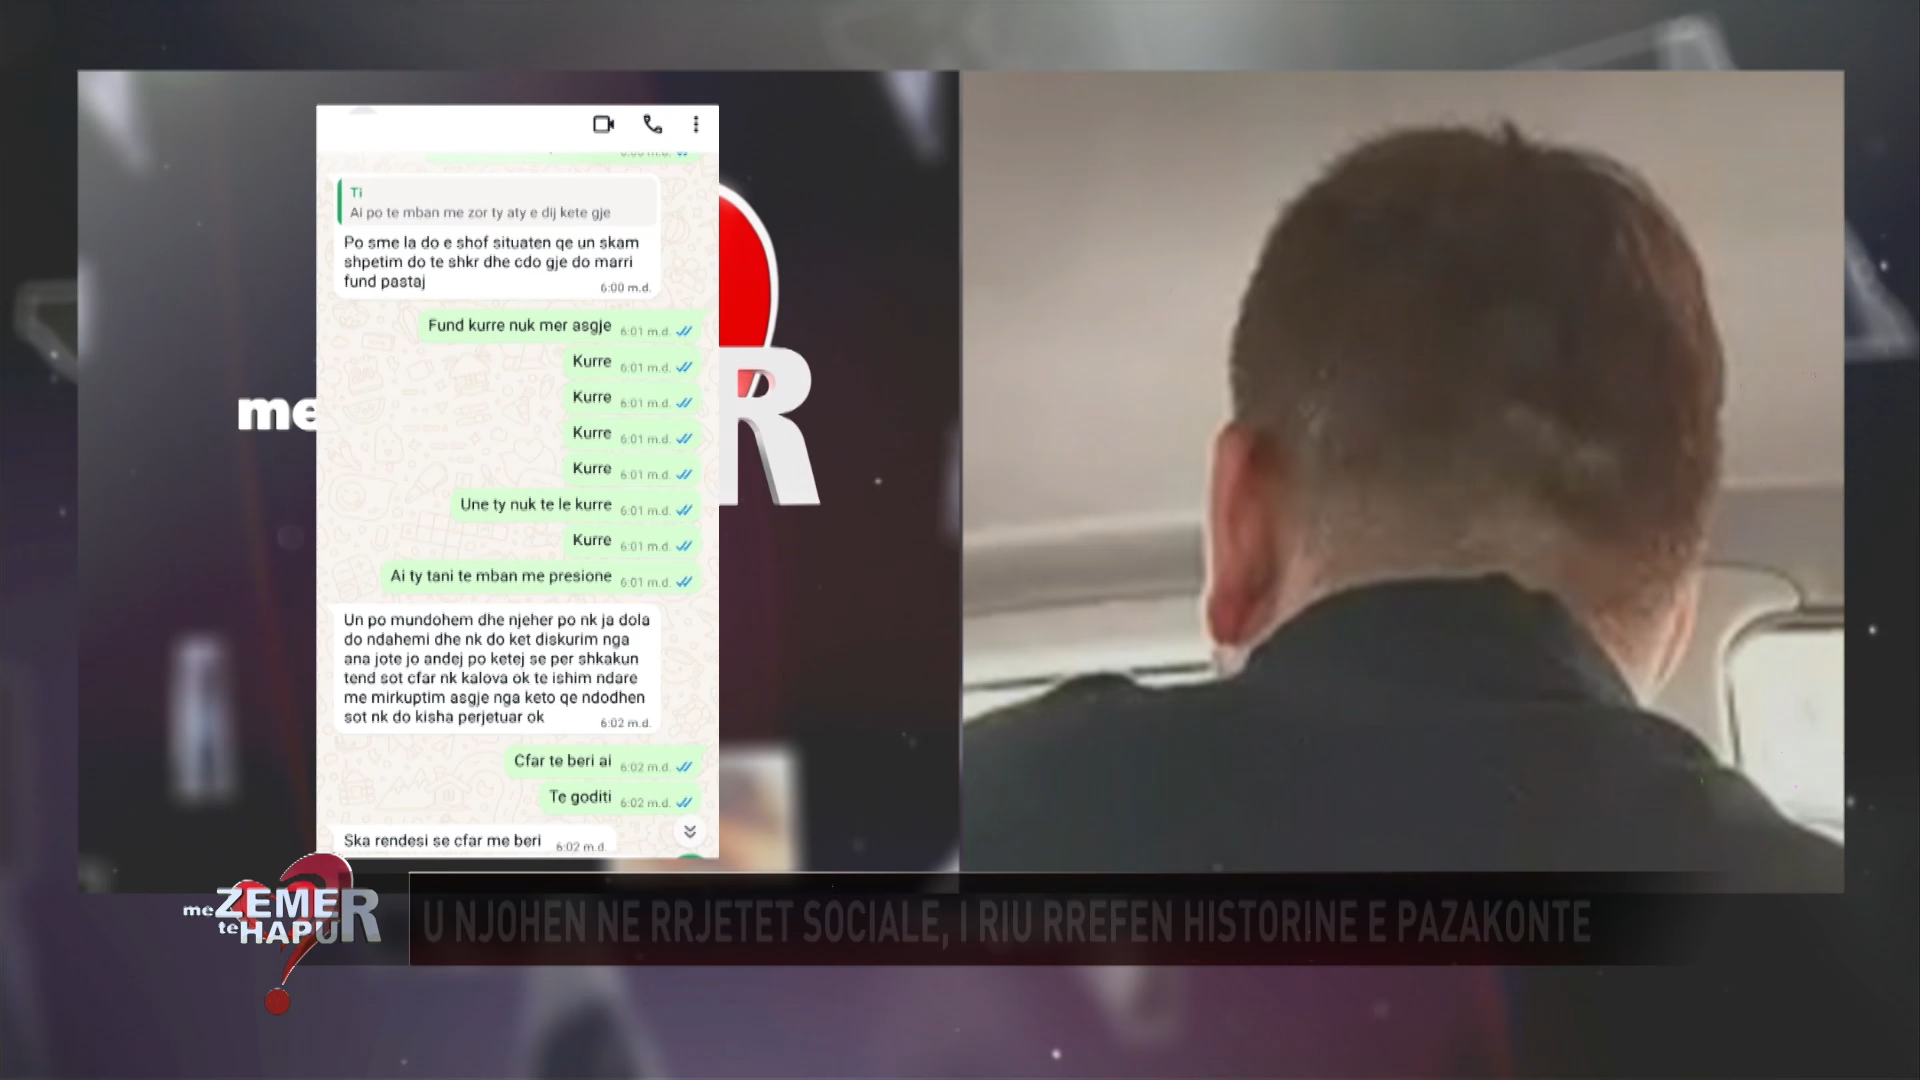 Ti
Ai po te mban me zor ty aty e dij kete gje
Po sme la do e shof situaten qe un skam
shpetim do te shkr dhe cdo gje do marri
fund pastaj
6:00 m.d.
Fund kurre nuk mer asgje 6:01 m.d.
Kurre 6:01 m.d.
Kurre 6:01 m.d.
Kurre 6:01 m.d.
Kurre 6:01 m.d.
Une ty nuk te le kurre 6:01 m.d.
Kurre 6:01 m.d.
Ai ty tani te mban me presione 6:01 m.d.
Un po mundohem dhe njeher po nk ja dola
do ndahemi dhe nk do ket diskurim nga
ana jote jo andej po ketej se per shkakun
tend sot cfar nk kalova ok te ishim ndare
me mirkuptim asgje nga keto qe ndodhen
sot nk do kisha perjetuar ok
6:02 m.d.
Cfar te beri ai 6:02 m.d.
Te goditi 6:02 m.d.
Ska rendesi se cfar me beri 6:02 m.d.
me
R
me ZEMER
te HAPUR
U NJOHEN NE RRJETET SOCIALE, I RIU RREFEN HISTORINE E PAZAKONTE